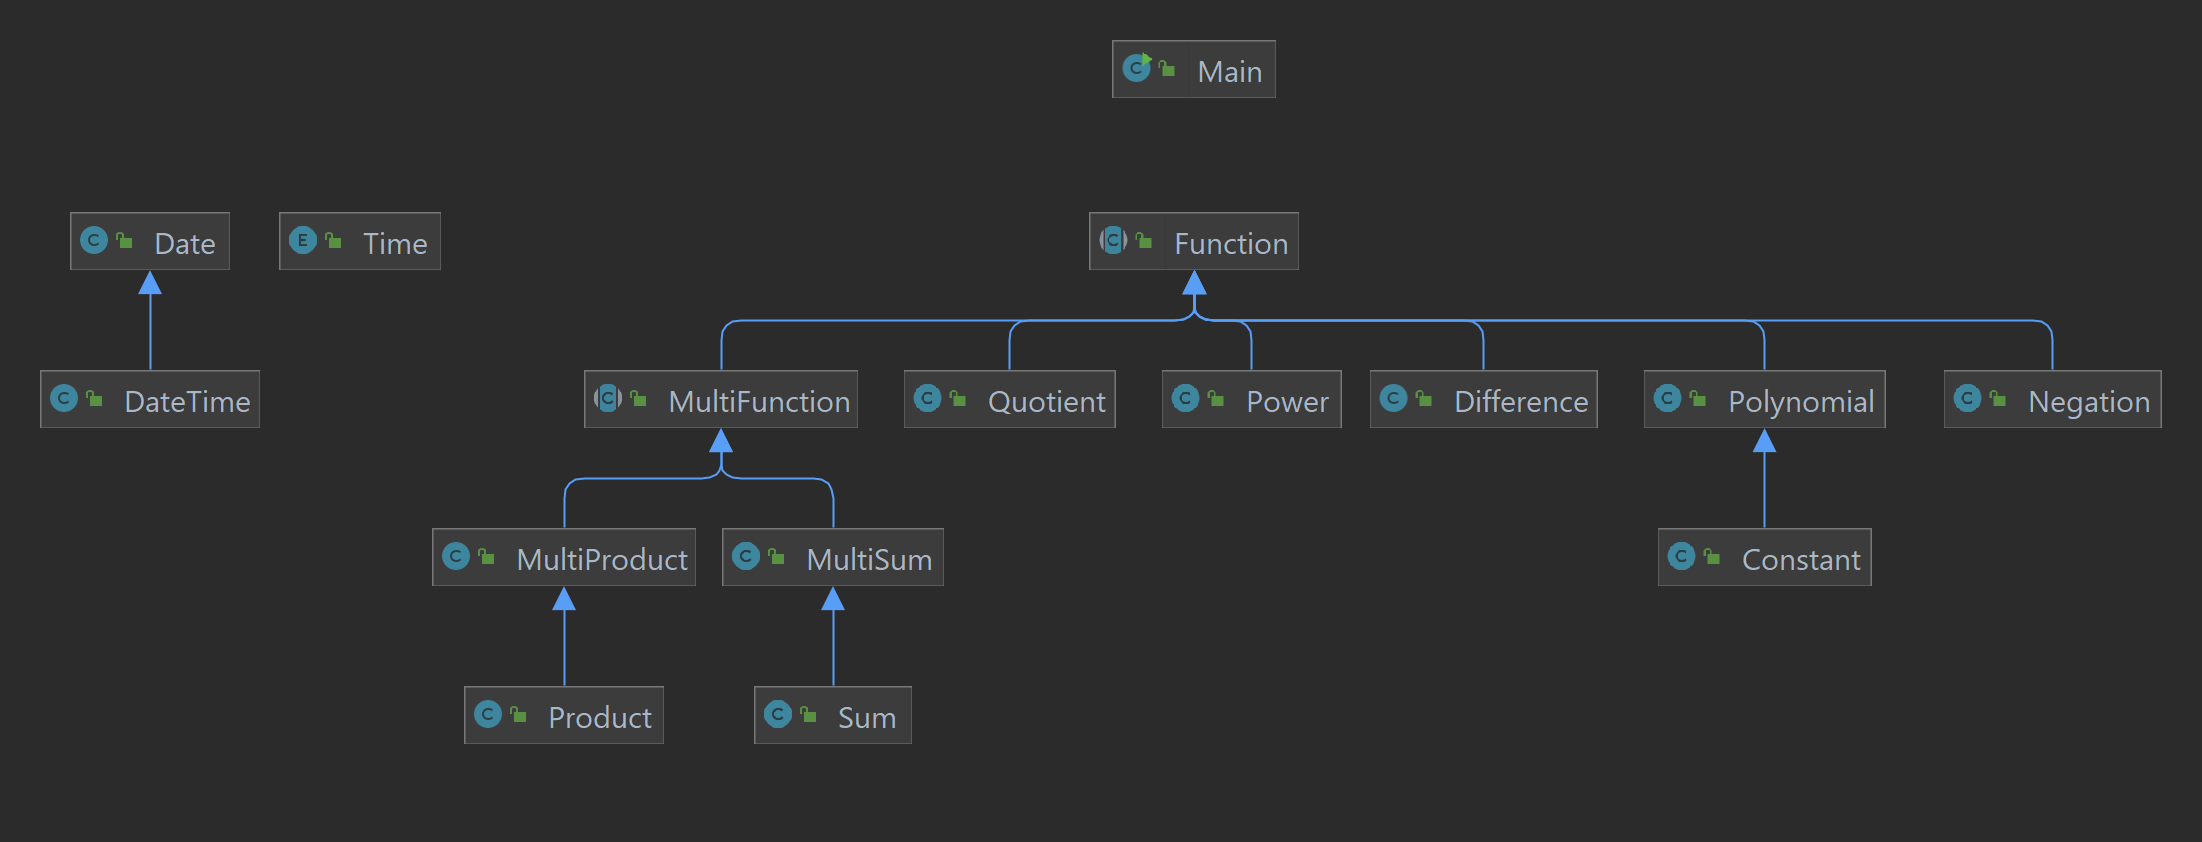 Main
Date
Time
Function
DateTime
MultiFunction
Quotient
Power
Difference
Polynomial
Negation
MultiProduct
MultiSum
Constant
Product
Sum